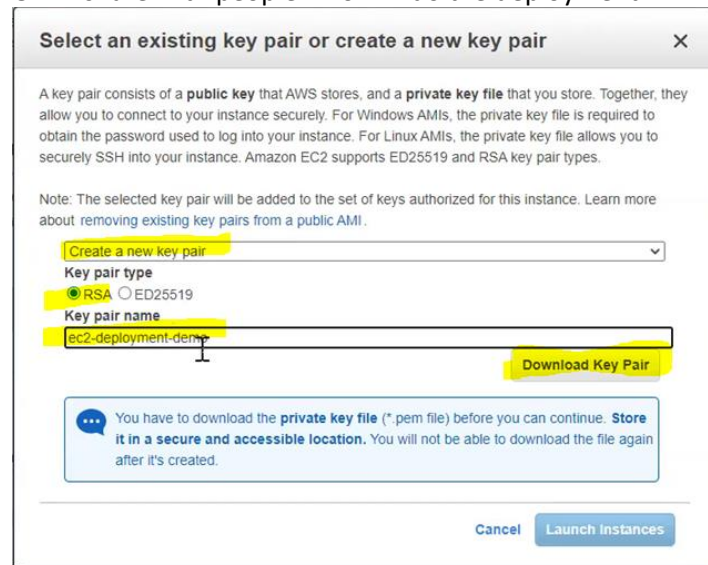 Select an existing key pair or create a new key pair ×
A key pair consists of a public key that AWS stores, and a private key file that you store. Together, they
allow you to connect to your instance securely. For Windows AMIs, the private key file is required to
obtain the password used to log into your instance. For Linux AMIs, the private key file allows you to
securely SSH into your instance. Amazon EC2 supports ED25519 and RSA key pair types.
Note: The selected key pair will be added to the set of keys authorized for this instance. Learn more
about removing existing key pairs from a public AMI.
Create a new key pair
Key pair type
RSA ED25519
Key pair name
ec2-deployment-demo
Download Key Pair
You have to download the private key file (*.pem file) before you can continue. Store
it in a secure and accessible location. You will not be able to download the file again
after it's created.
Cancel Launch Instances